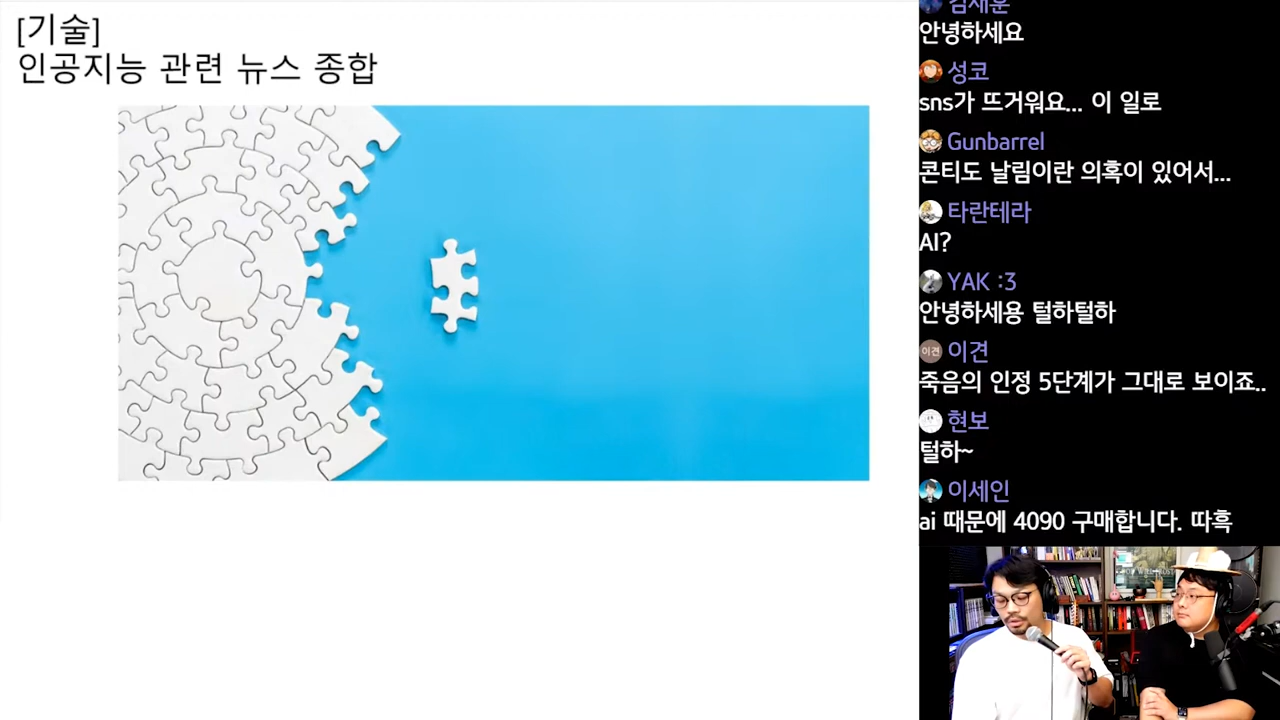 [기술]
인공지능 관련 뉴스 종합
김재훈
안녕하세요
성코
sns가 뜨거워요... 이 일로
Gunbarrel
콘티도 날림이란 의혹이 있어서...
타란테라
AI?
YAK :3
안녕하세용 털하털하
이견
이견
죽음의 인정 5단계가 그대로 보이죠..
현보
털하~
이세인
ai 때문에 4090 구매합니다. 따흑